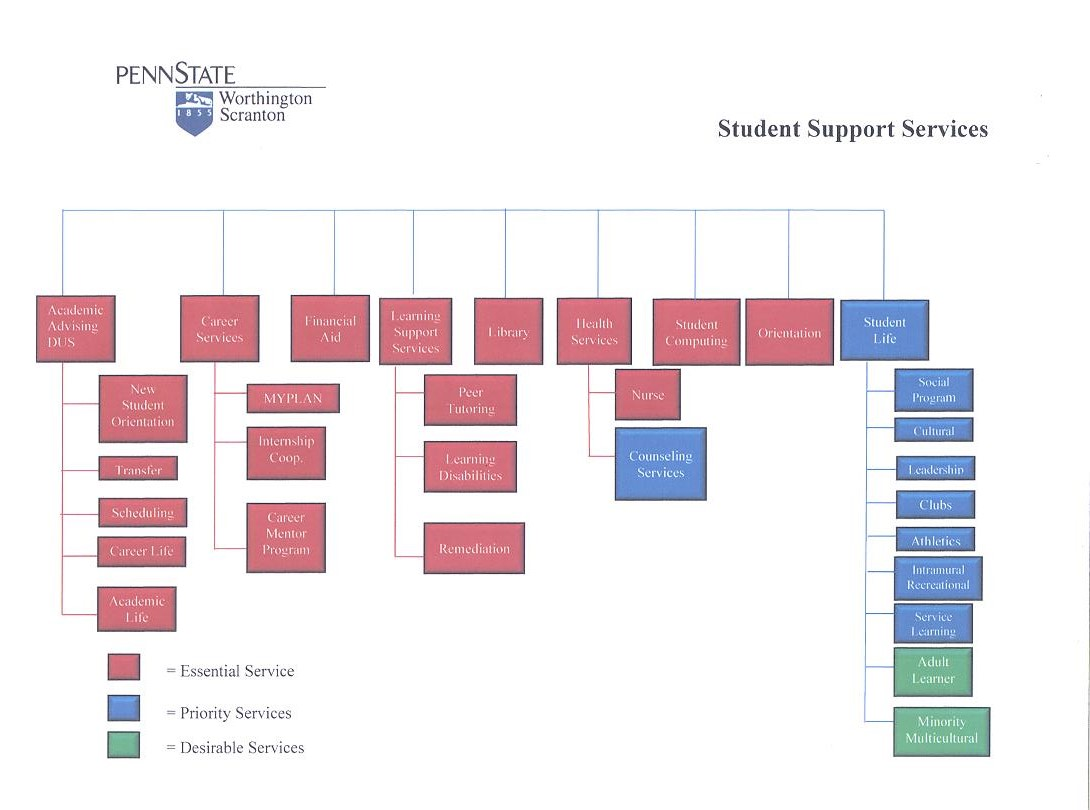 PENNSTATE
Worthington
1855
Scranton
Student Support Services
Academic
Advising
DUS
Career
Services
Financial
Aid
Learning
Support
Services
Library
Health
Services
Student
Computing
Orientation
Student
Life
New
Student
Orientation
Transfer
Scheduling
Career Life
Academic
Life
MYPLAN
Internship
Coop.
Career
Mentor
Program
Peer
Tutoring
Learning
Disabilities
Remediation
Nurse
Counseling
Services
Social
Program
Cultural
Leadership
Clubs
Athletics
Intramural
Recreational
Service
Learning
Adult
Learner
Minority
Multicultural
= Essential Service
= Priority Services
= Desirable Services